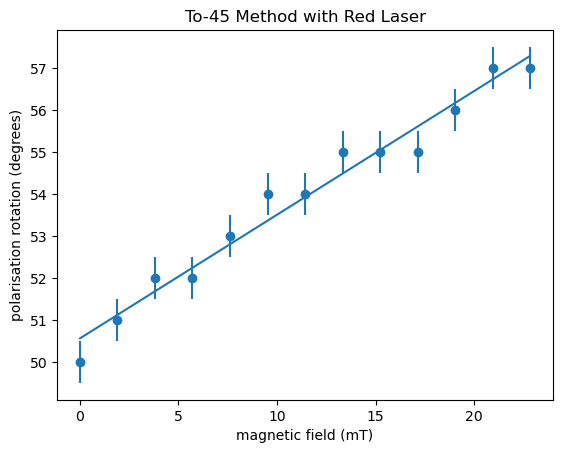 To-45 Method with Red Laser
polarisation rotation (degrees)
57
56
55
54
53
52
51
50
0 5 10 15 20
magnetic field (mT)